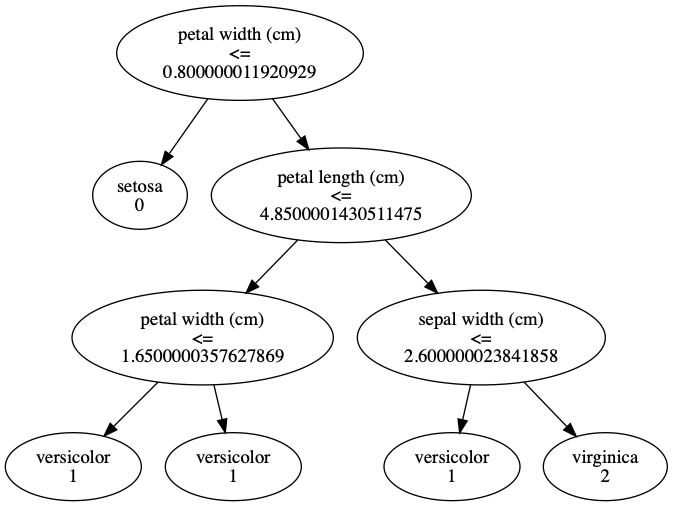 petal width (cm)
<=
0.800000011920929
setosa
0
petal length (cm)
<=
4.8500001430511475
petal width (cm)
<=
1.6500000357627869
sepal width (cm)
<=
2.600000023841858
versicolor
1
versicolor
1
versicolor
1
virginica
2